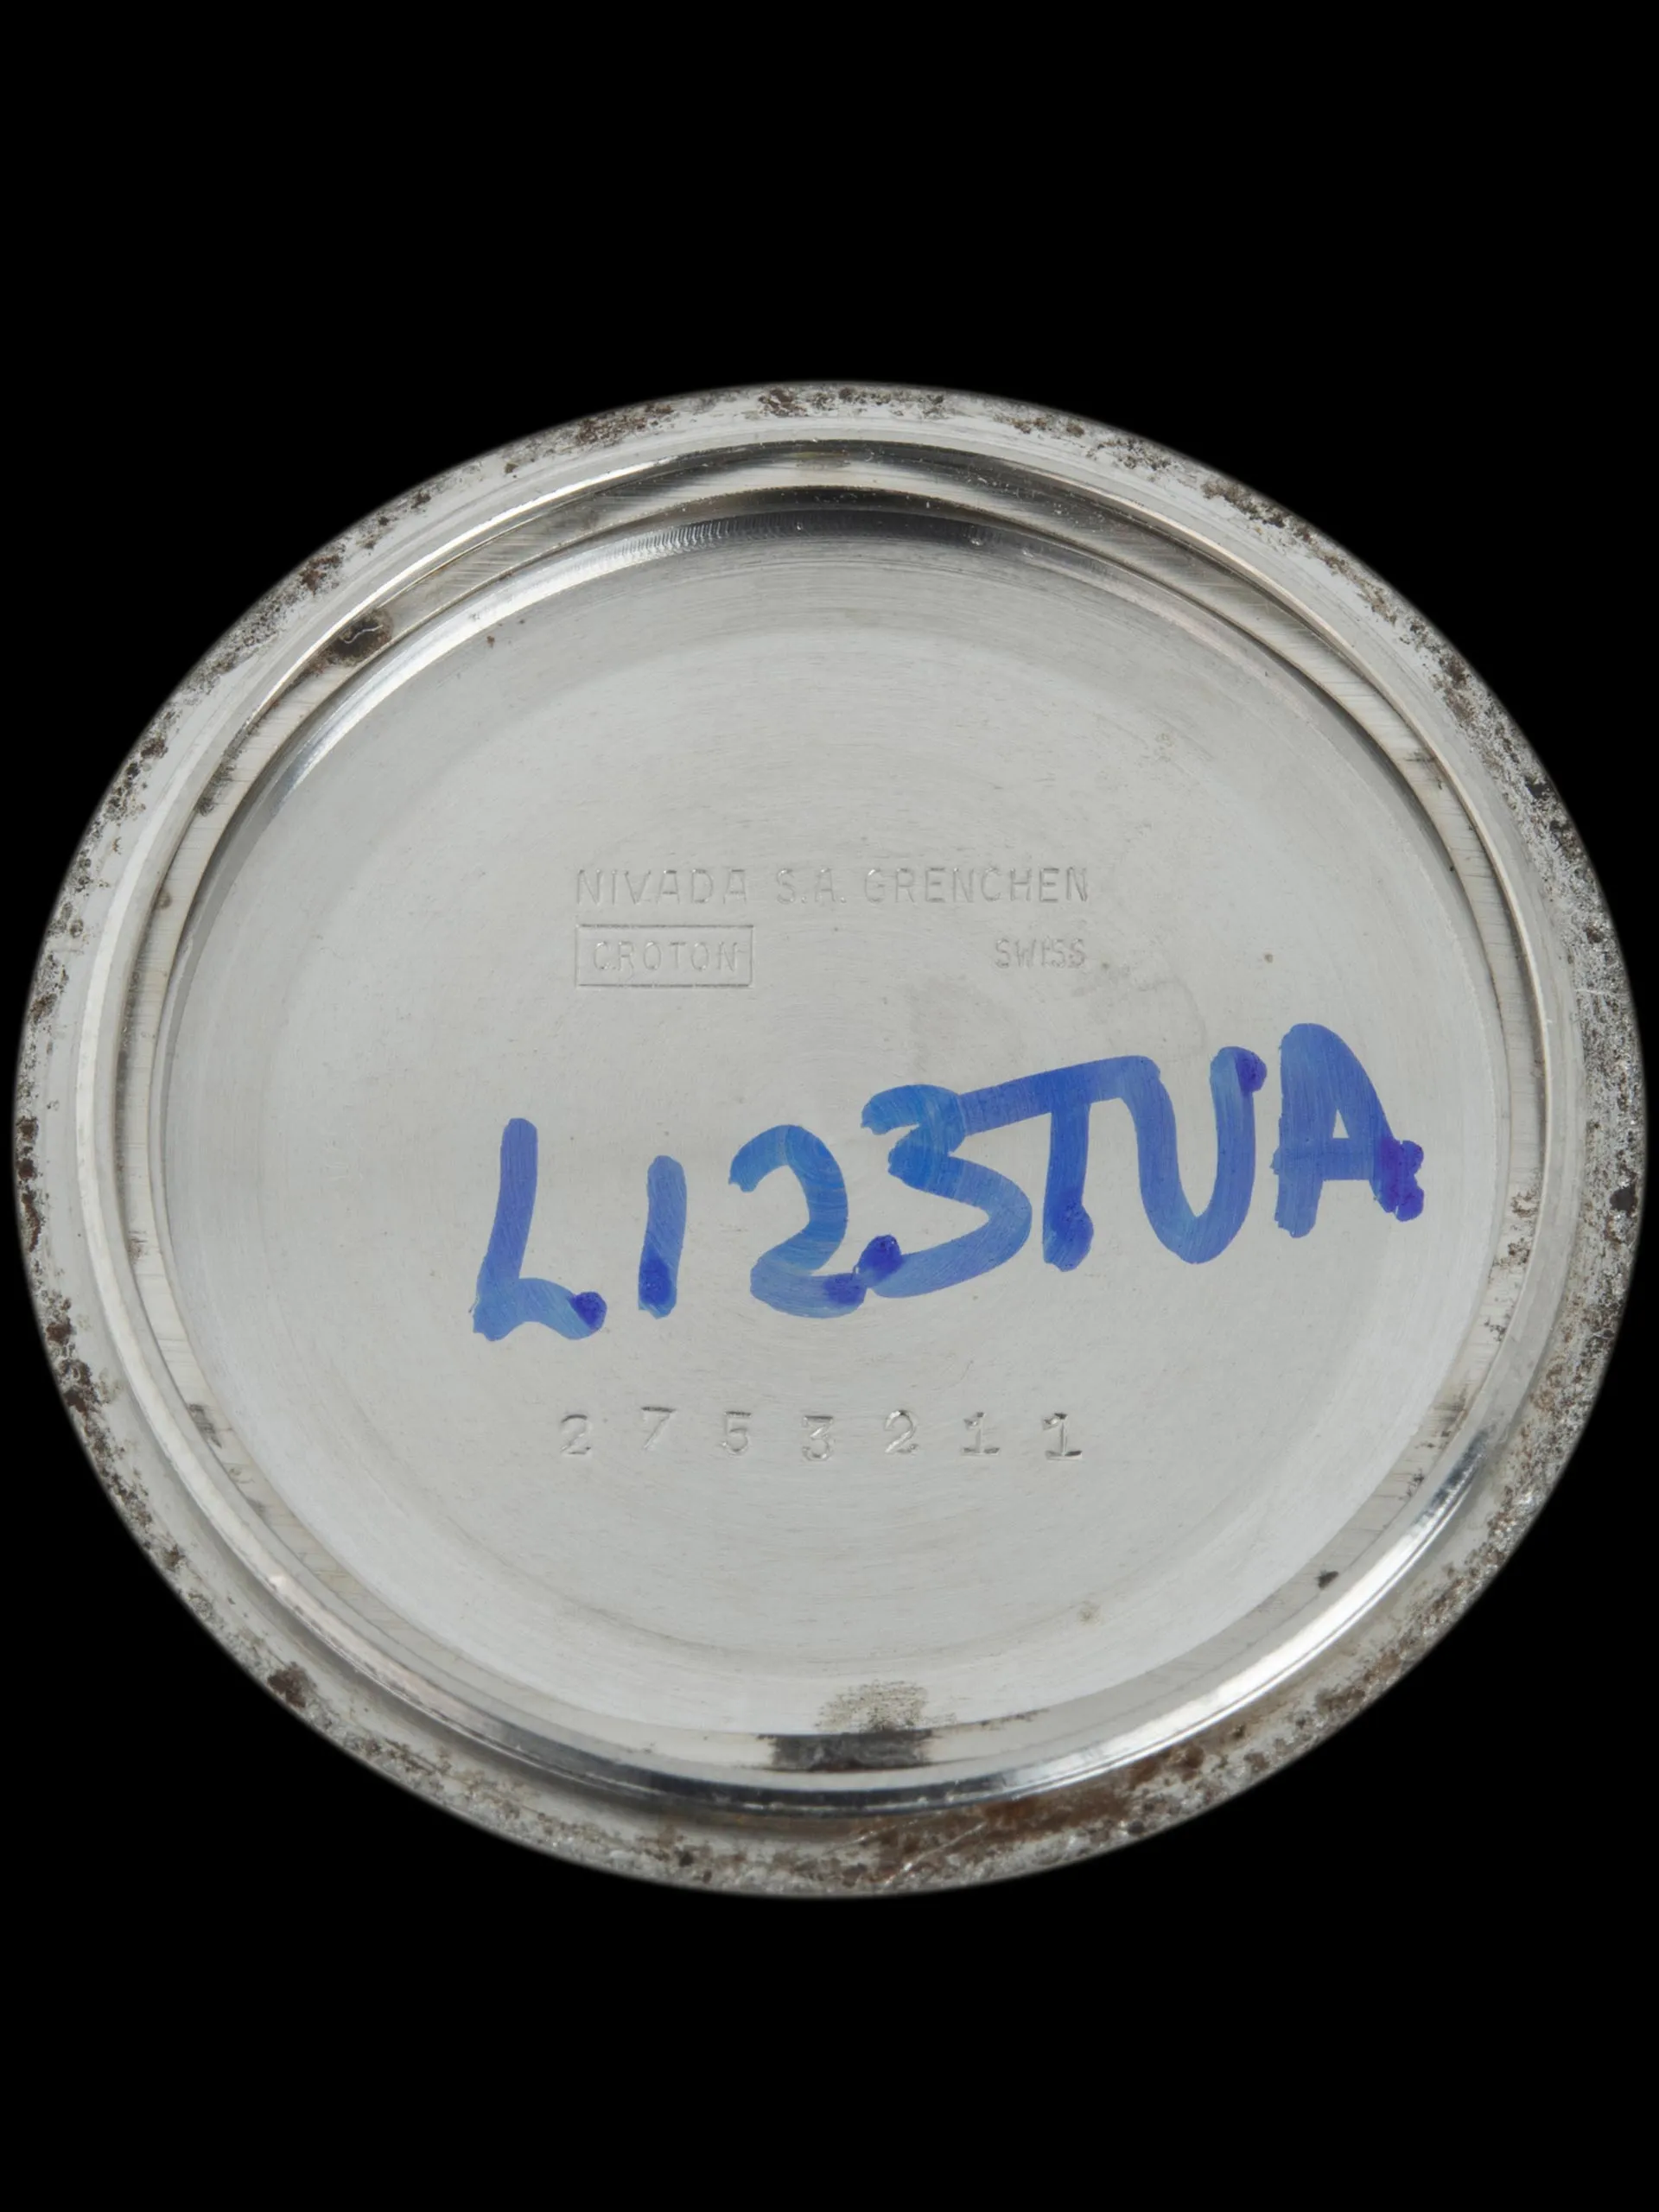 NIVADA S.A. GRENCHEN
CROTON SWISS
L123TUA
2753211